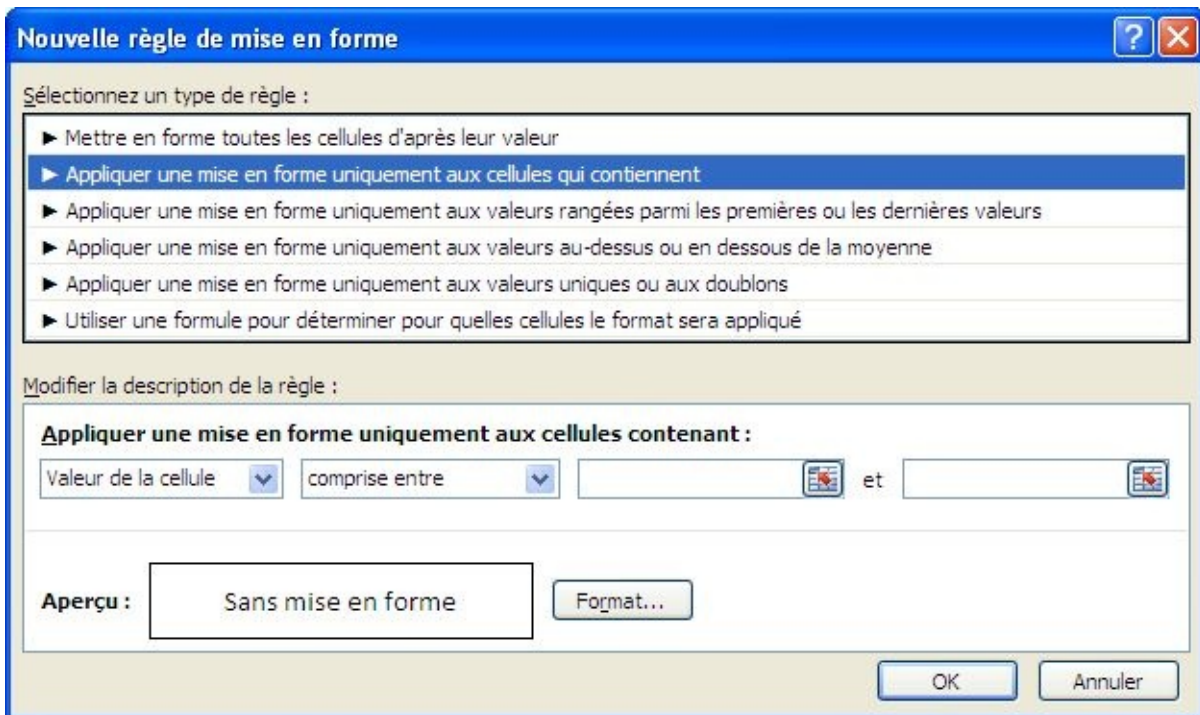 Nouvelle règle de mise en forme
Sélectionnez un type de règle :
► Mettre en forme toutes les cellules d'après leur valeur
► Appliquer une mise en forme uniquement aux cellules qui contiennent
► Appliquer une mise en forme uniquement aux valeurs rangées parmi les premières ou les dernières valeurs
► Appliquer une mise en forme uniquement aux valeurs au-dessus ou en dessous de la moyenne
► Appliquer une mise en forme uniquement aux valeurs uniques ou aux doublons
► Utiliser une formule pour déterminer pour quelles cellules le format sera appliqué
Modifier la description de la règle :
Appliquer une mise en forme uniquement aux cellules contenant :
Valeur de la cellule comprise entre et
Aperçu : Sans mise en forme Format...
OK Annuler